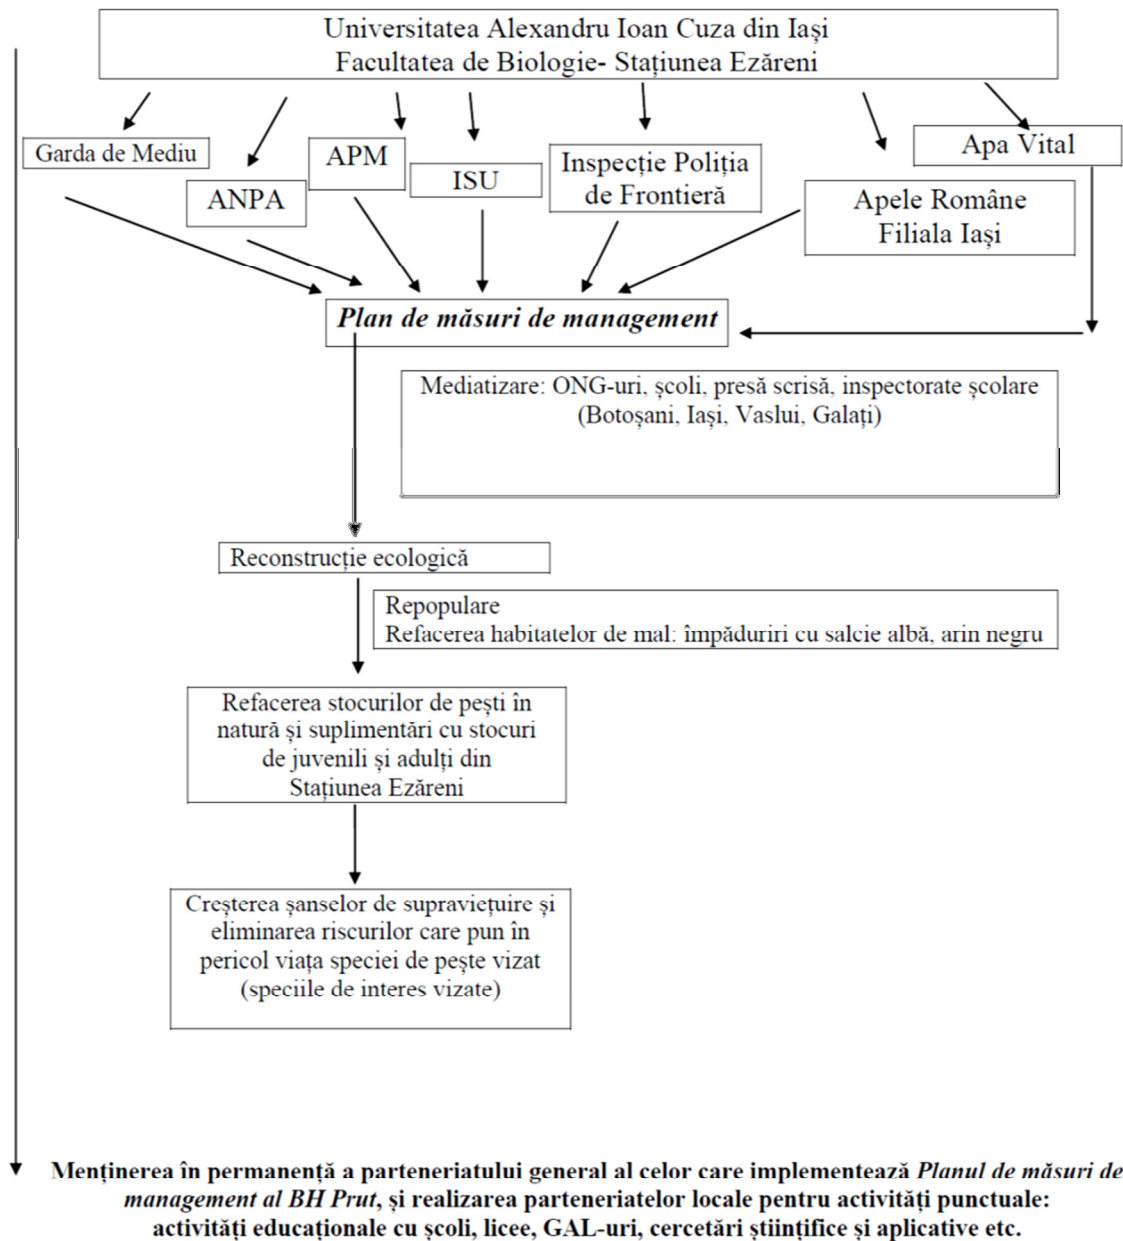 Universitatea Alexandru Ioan Cuza din Iași
Facultatea de Biologie- Stațiunea Ezăreni
Garda de Mediu
ANPA
APM
ISU
Inspecție Poliția
de Frontieră
Apele Române
Filiala Iași
Apa Vital
Plan de măsuri de management
Mediatizare: ONG-uri, școli, presă scrisă, inspectorate școlare
(Botoșani, Iași, Vaslui, Galați)
Reconstrucție ecologică
Repopulare
Refacerea habitatelor de mal: împăduriri cu salcie albă, arin negru
Refacerea stocurilor de pești în
natură și suplimentări cu stocuri
de juvenili și adulți din
Stațiunea Ezăreni
Creșterea șanselor de supraviețuire și
eliminarea riscurilor care pun în
pericol viața speciei de pește vizat
(speciile de interes vizate)
Menținerea în permanență a parteneriatului general al celor care implementează Planul de măsuri de
management al BH Prut, și realizarea parteneriatelor locale pentru activități punctuale:
activități educaționale cu școli, licee, GAL-uri, cercetări științifice și aplicative etc.